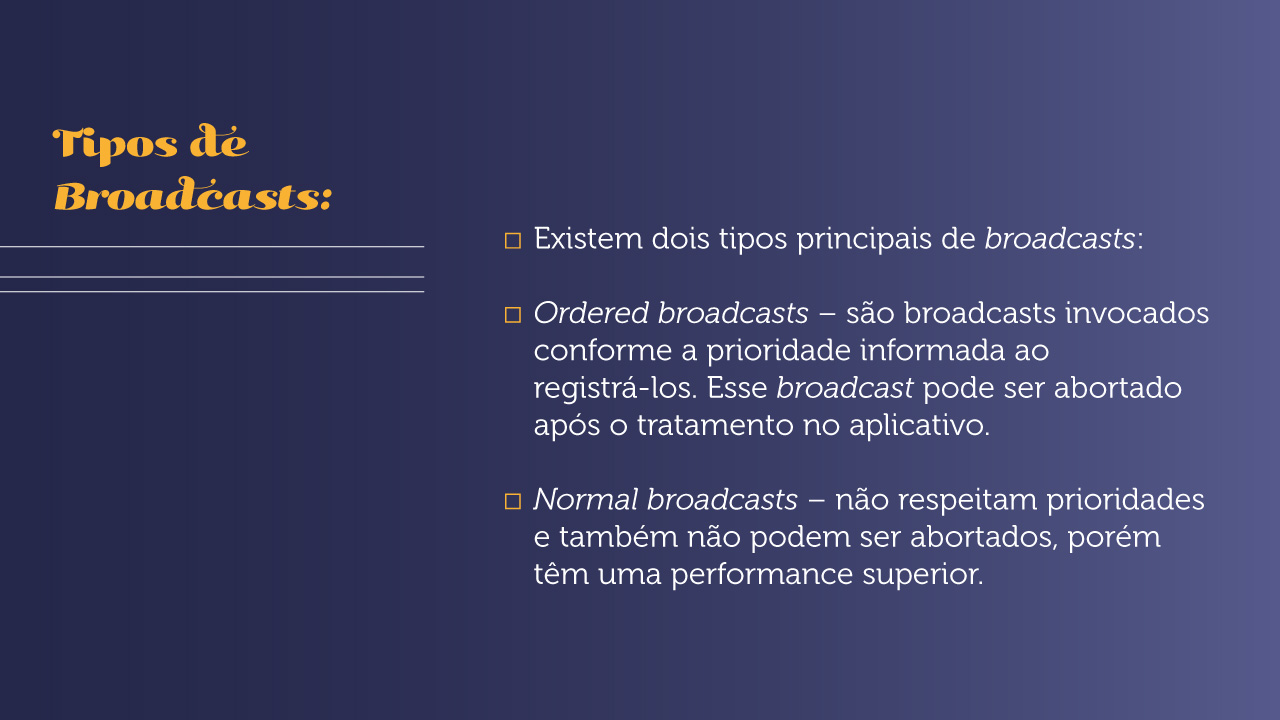 Tipos de
Broadcasts:
Existem dois tipos principais de broadcasts:
Ordered broadcasts – são broadcasts invocados
conforme a prioridade informada ao
registrá-los. Esse broadcast pode ser abortado
após o tratamento no aplicativo.
Normal broadcasts – não respeitam prioridades
e também não podem ser abortados, porém
têm uma performance superior.